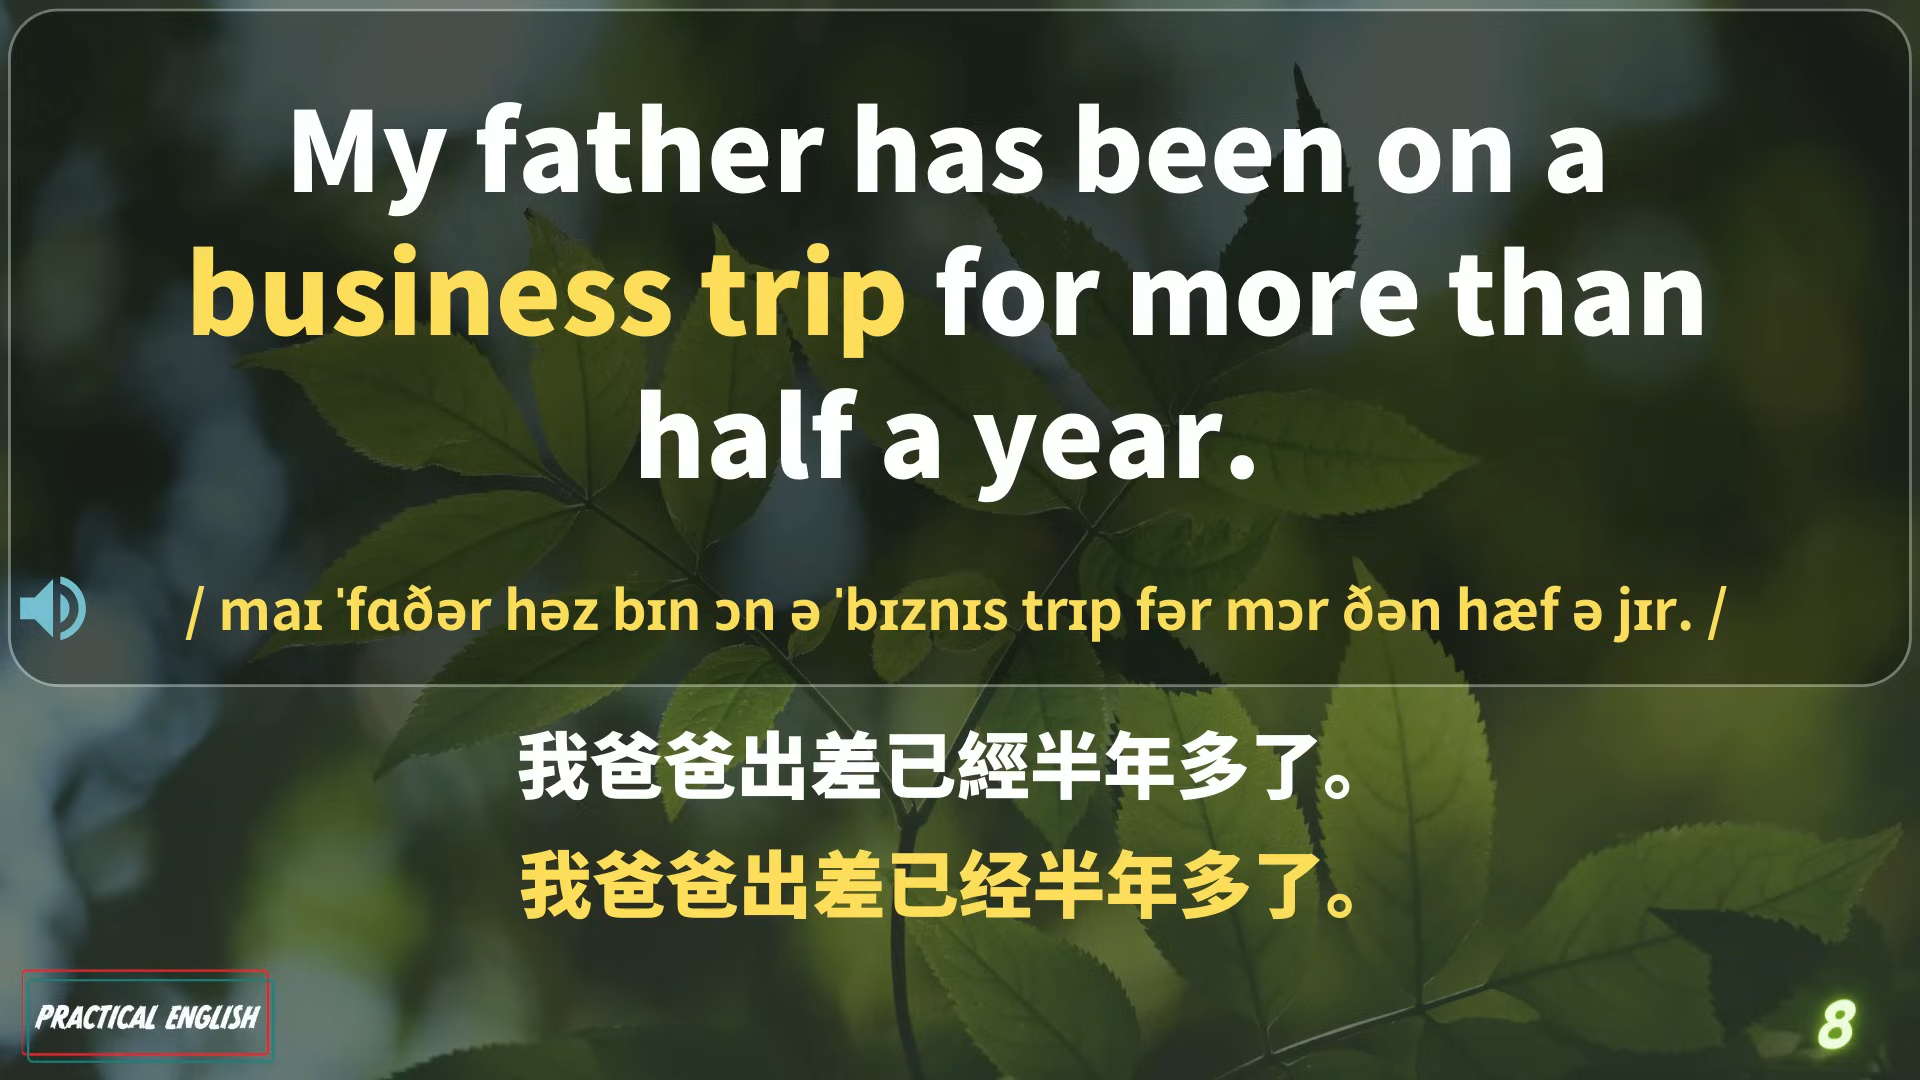 My father has been on a
business trip for more than
half a year.
/ maɪ ˈfɑðər həz bɪn ɔn ə ˈbɪznɪs trɪp fər mɔr ðən hæf ə jɪr. /
我爸爸出差已經半年多了。
我爸爸出差已经半年多了。
PRACTICAL ENGLISH
8